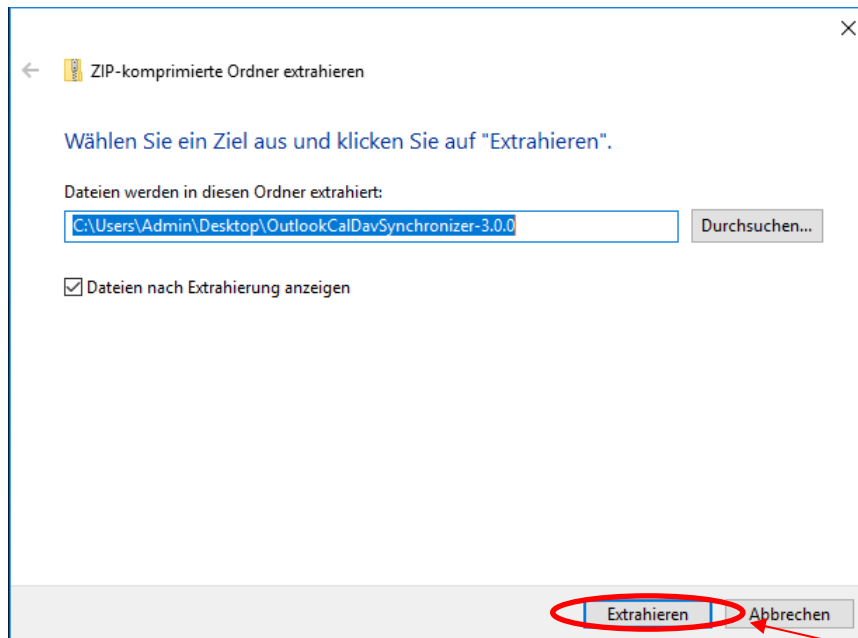 ZIP-komprimierte Ordner extrahieren
Wählen Sie ein Ziel aus und klicken Sie auf "Extrahieren".
Dateien werden in diesen Ordner extrahiert:
C:\Users\Admin\Desktop\OutlookCalDavSynchronizer-3.0.0
Durchsuchen...
Dateien nach Extrahierung anzeigen
Extrahieren
Abbrechen